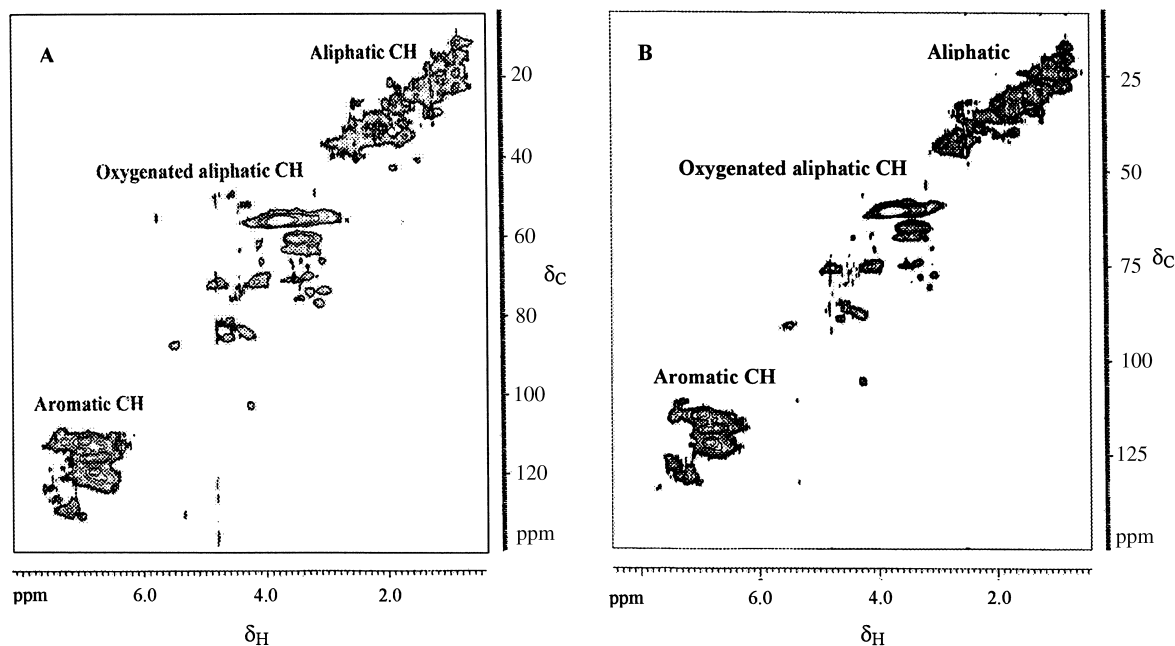 A
Aliphatic CH
20
40
Oxygenated aliphatic CH
60
δC
80
100
Aromatic CH
120
ppm
ppm 6.0 4.0 2.0
δH
B
Aliphatic
25
Oxygenated aliphatic CH
50
75
δC
100
Aromatic CH
125
ppm
ppm 6.0 4.0 2.0
δH